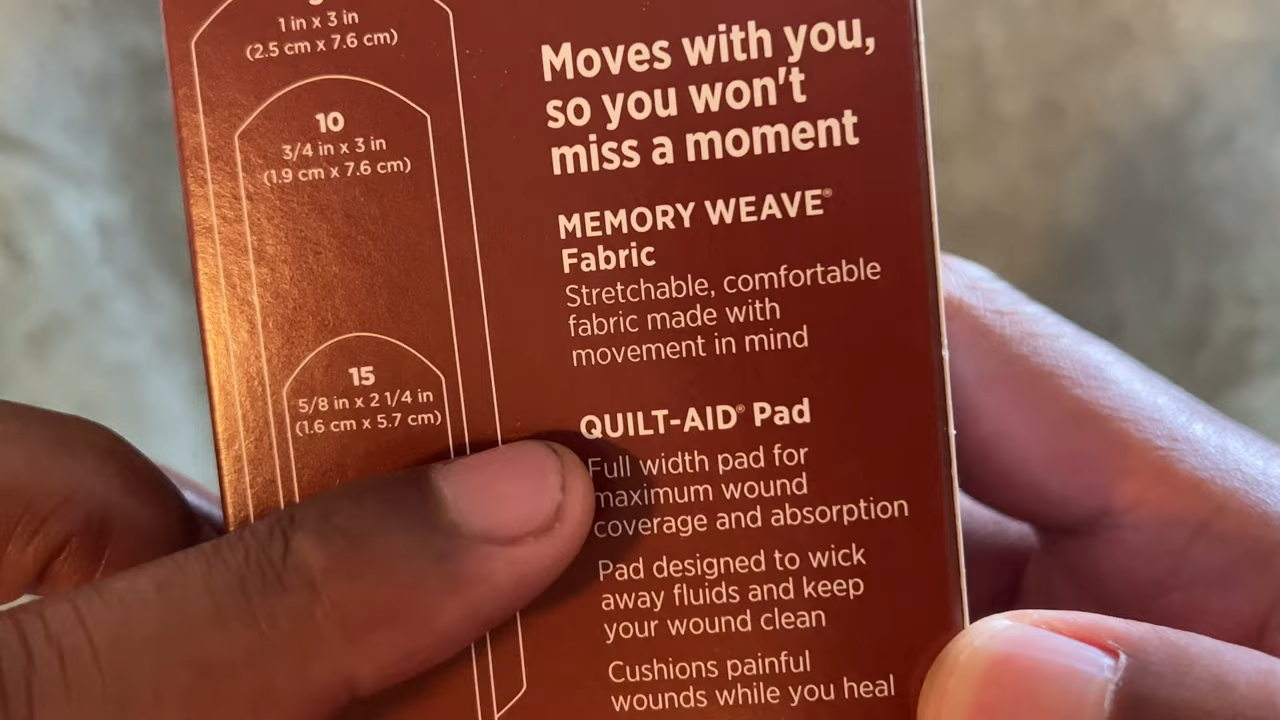 1 in x 3 in
(2.5 cm x 7.6 cm)
10
3/4 in x 3 in
(1.9 cm x 7.6 cm)
15
5/8 in x 2 1/4 in
(1.6 cm x 5.7 cm)
Moves with you,
so you won't
miss a moment
MEMORY WEAVE®
Fabric
Stretchable, comfortable
fabric made with
movement in mind
QUILT-AID® Pad
Full width pad for
maximum wound
coverage and absorption
Pad designed to wick
away fluids and keep
your wound clean
Cushions painful
wounds while you heal